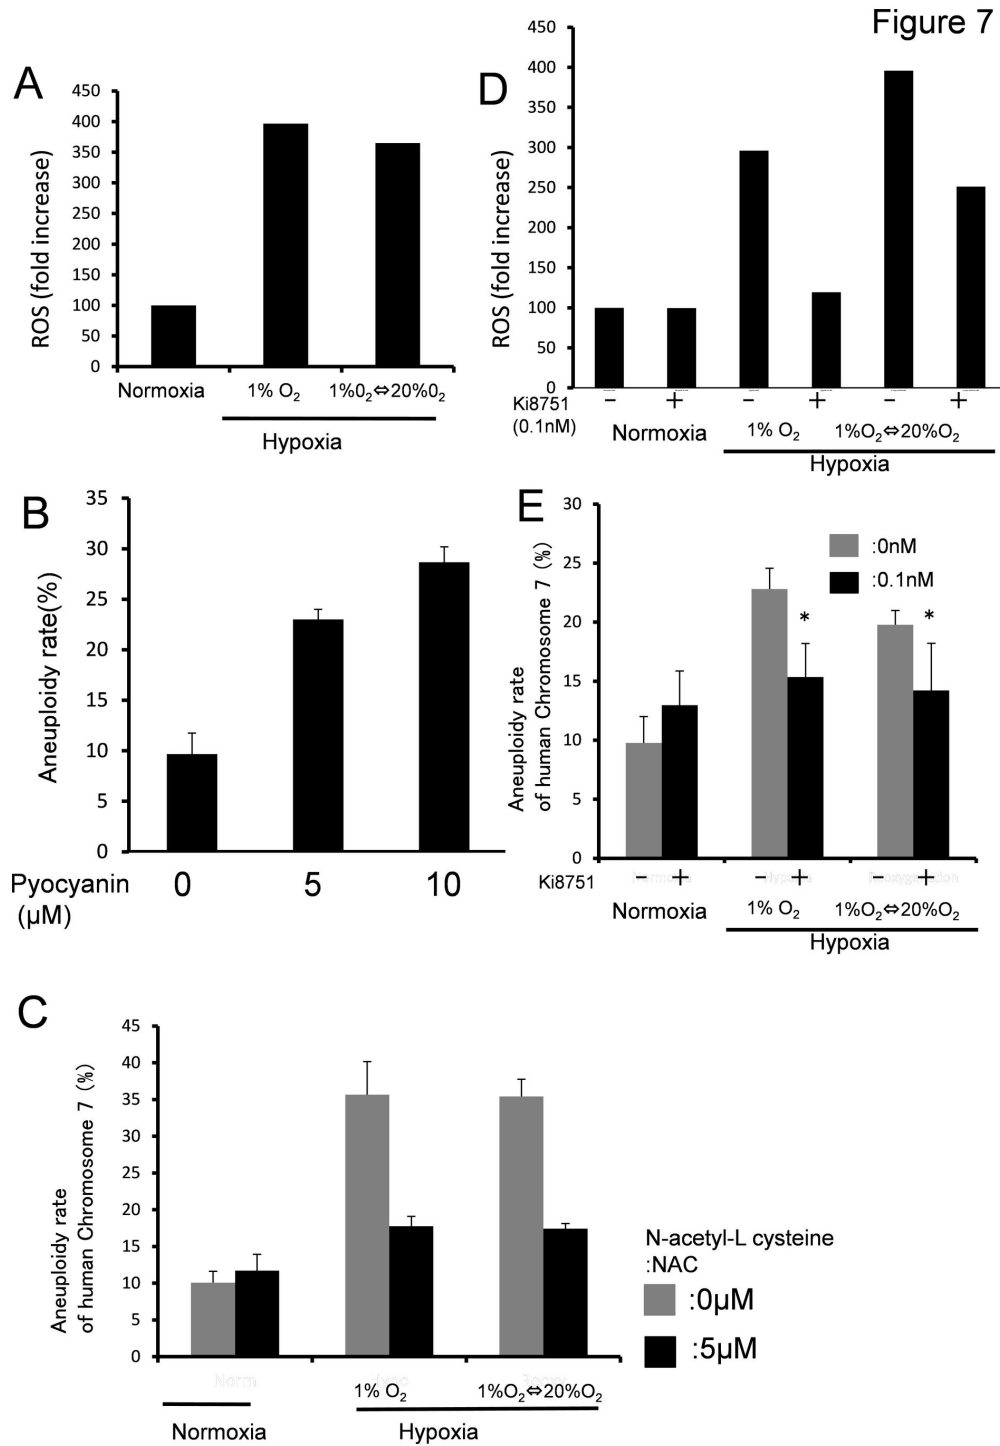 Figure 7
A
ROS (fold increase)
450
400
350
300
250
200
150
100
50
0
Normoxia
1% O2
1%02⇔20%02
Hypoxia
D
ROS (fold increase)
450
400
350
300
250
200
150
100
50
0
Ki8751
(0.1nM)
− + − + − +
Normoxia
1% O2
1%O2⇔20%O2
Hypoxia
B
Aneuploidy rate(%)
35
30
25
20
15
10
5
0
Pyocyanin
(µM)
0 5 10
E
Aneuploidy rate
of human Chromosome 7 (%)
30
25
20
15
10
5
0
:0nM
:0.1nM
* *
Ki8751
− + − + − +
Normoxia
1% O2
1%O2⇔20%O2
Hypoxia
C
Aneuploidy rate
of human Chromosome 7 (%)
45
40
35
30
25
20
15
10
5
0
Norm
1% O2
1%O2⇔20%O2
Normoxia
Hypoxia
N-acetyl-L cysteine
:NAC
:0µM
:5µM